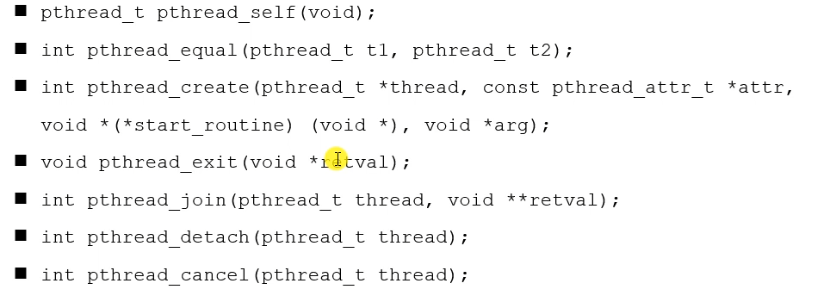 ■ pthread_t pthread_self(void);
■ int pthread_equal(pthread_t t1, pthread_t t2);
■ int pthread_create(pthread_t *thread, const pthread_attr_t *attr,
void *(*start_routine) (void *), void *arg);
■ void pthread_exit(void *retval);
■ int pthread_join(pthread_t thread, void **retval);
■ int pthread_detach(pthread_t thread);
■ int pthread_cancel(pthread_t thread);